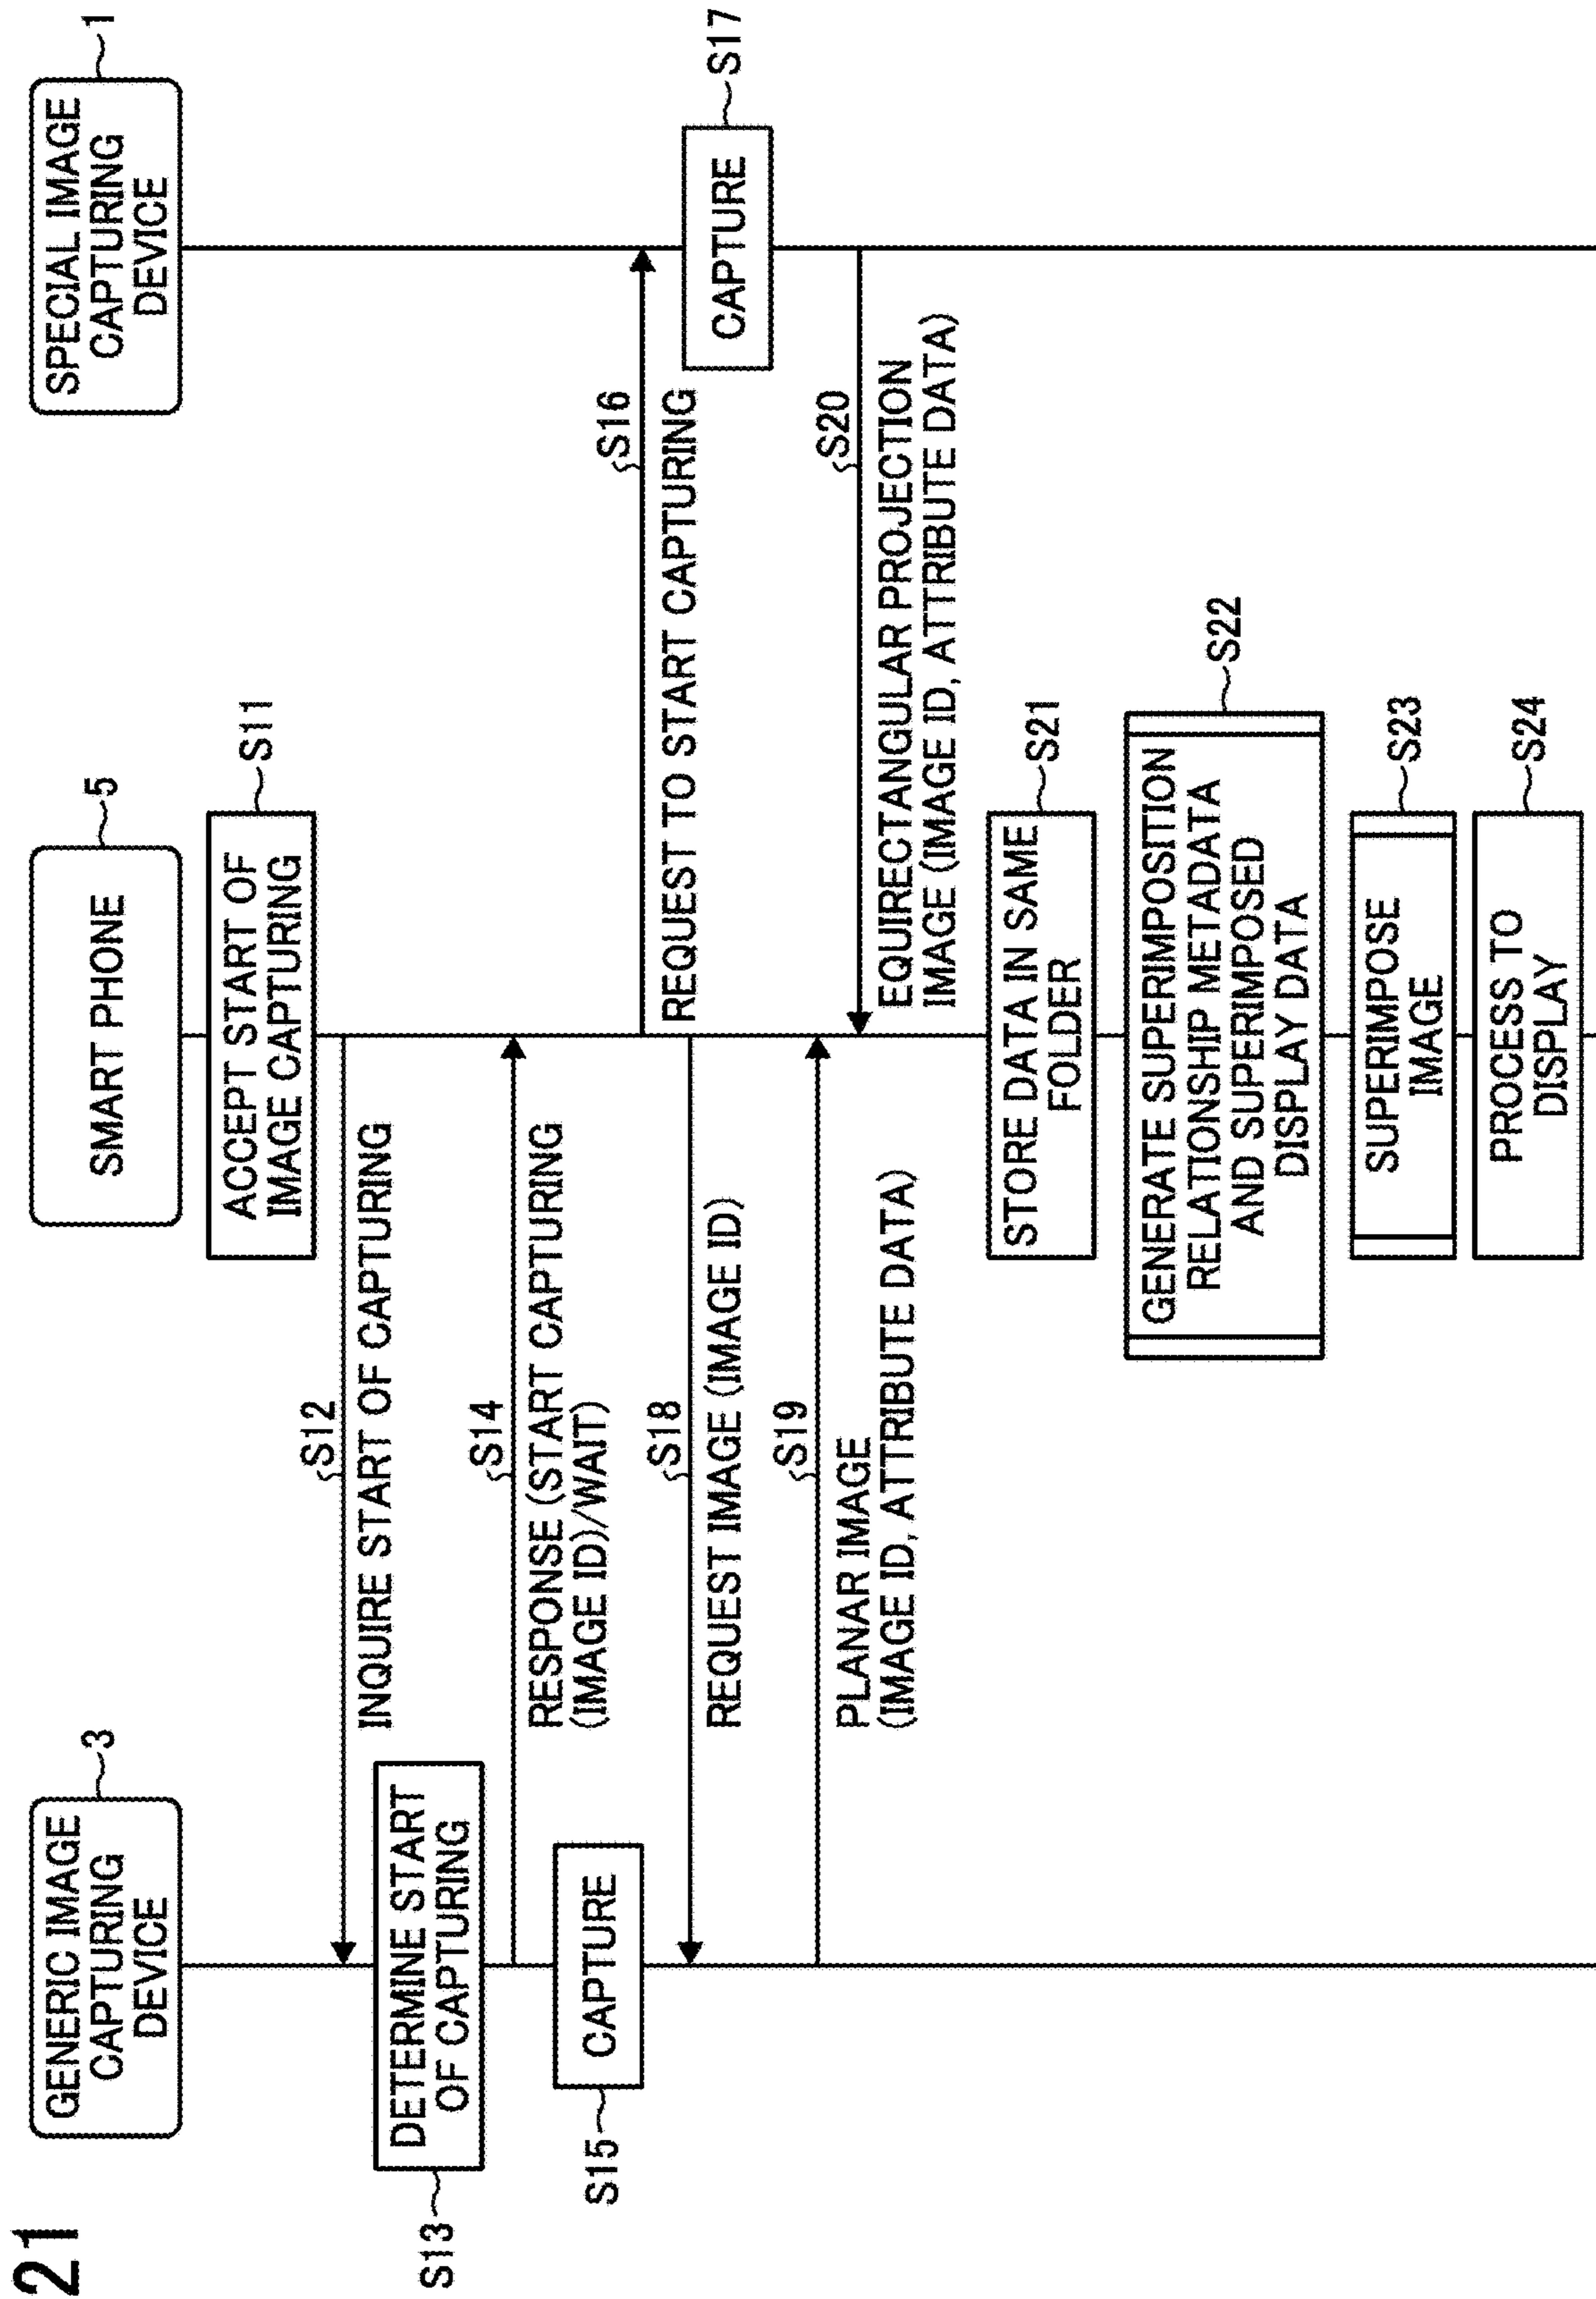 21
GENERIC IMAGE
CAPTURING
DEVICE
3
SMART PHONE
5
SPECIAL IMAGE
CAPTURING
DEVICE
1
ACCEPT START OF
IMAGE CAPTURING
S11
S12
INQUIRE START OF CAPTURING
S13
DETERMINE START
OF CAPTURING
S14
RESPONSE (START CAPTURING
(IMAGE ID)/WAIT)
S15
CAPTURE
S16
REQUEST TO START CAPTURING
CAPTURE
S17
S18
REQUEST IMAGE (IMAGE ID)
S19
PLANAR IMAGE
(IMAGE ID, ATTRIBUTE DATA)
S20
EQUIRECTANGULAR PROJECTION
IMAGE (IMAGE ID, ATTRIBUTE DATA)
STORE DATA IN SAME
FOLDER
S21
GENERATE SUPERIMPOSITION
RELATIONSHIP METADATA
AND SUPERIMPOSED
DISPLAY DATA
S22
SUPERIMPOSE
IMAGE
S23
PROCESS TO
DISPLAY
S24